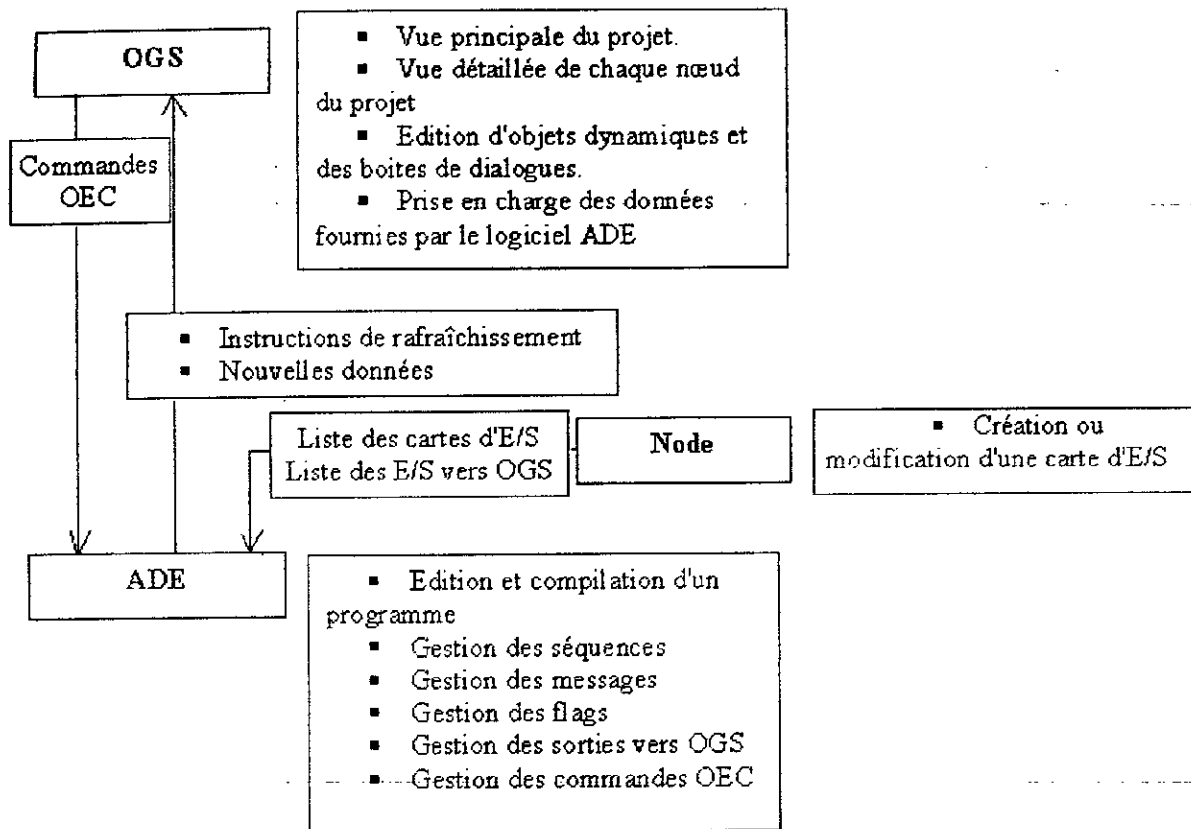 OGS
▪ Vue principale du projet.
▪ Vue détaillée de chaque nœud
du projet
▪ Edition d'objets dynamiques et
des boites de dialogues.
▪ Prise en charge des données
fournies par le logiciel ADE
Commandes
OEC
▪ Instructions de rafraîchissement
▪ Nouvelles données
Liste des cartes d'E/S
Liste des E/S vers OGS
Node
▪ Création ou
modification d'une carte d'E/S
ADE
▪ Edition et compilation d'un
programme
▪ Gestion des séquences
▪ Gestion des messages
▪ Gestion des flags
▪ Gestion des sorties vers OGS
▪ Gestion des commandes OEC